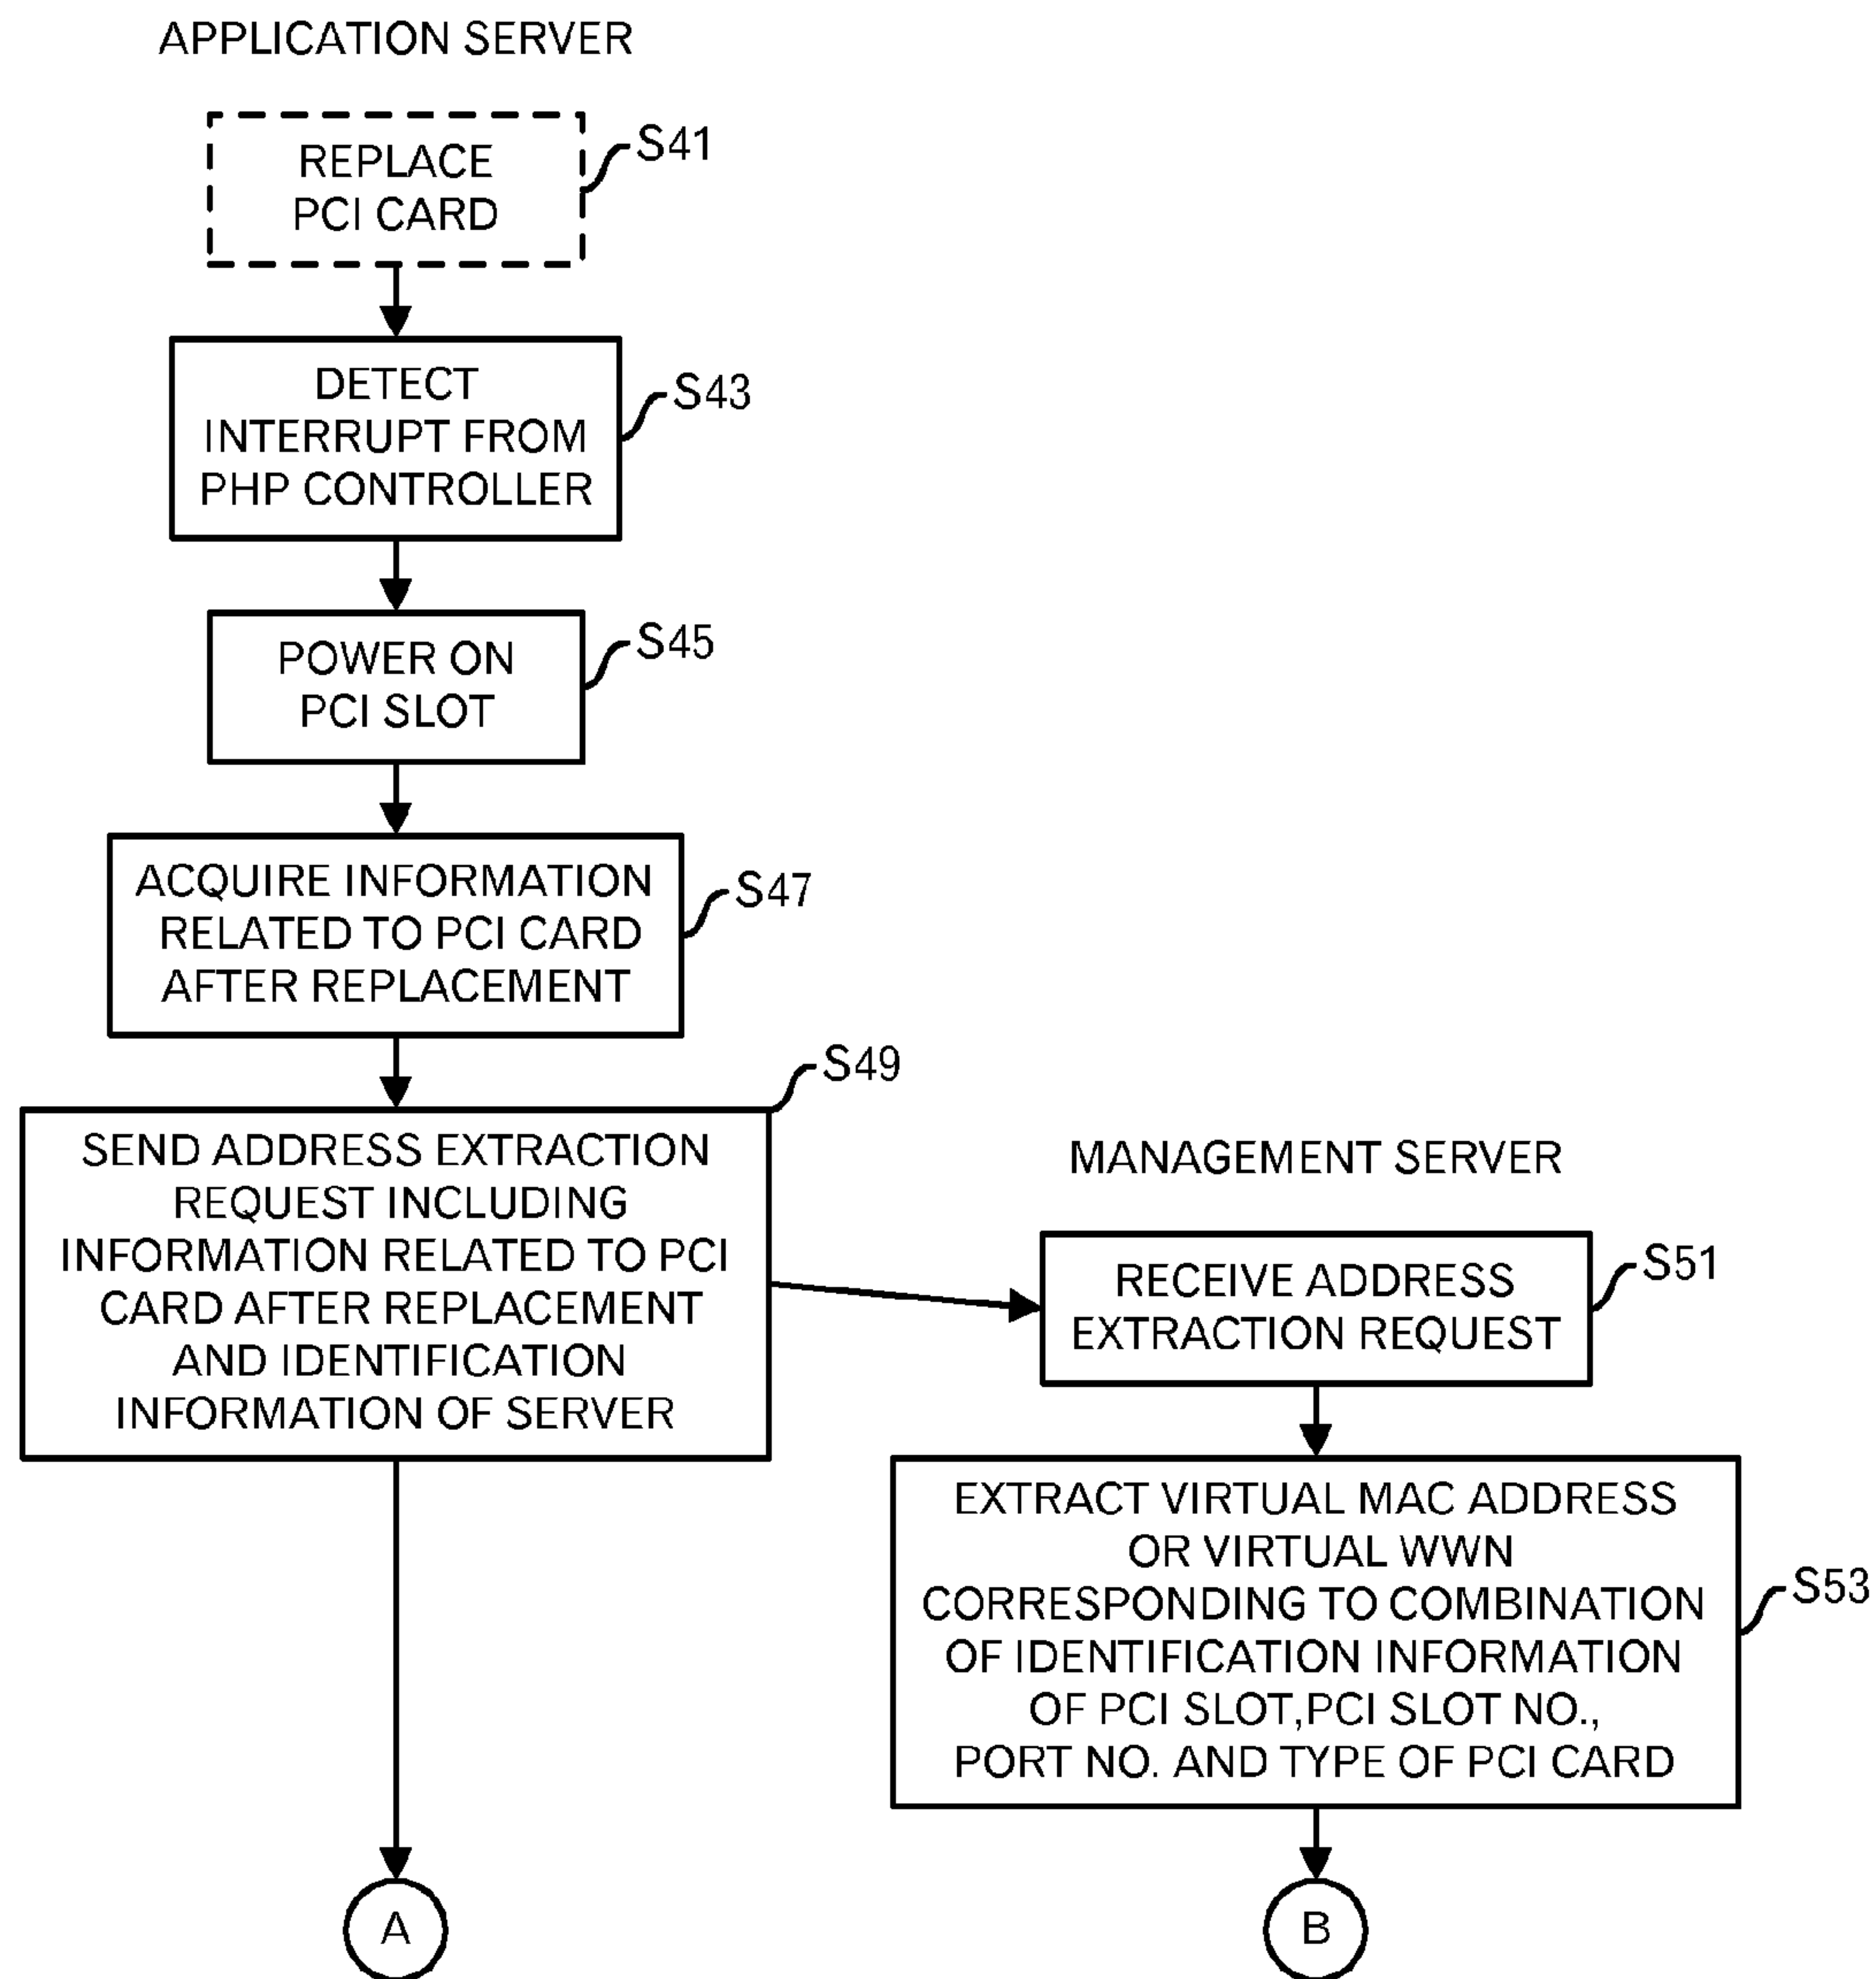 APPLICATION SERVER
REPLACE
PCI CARD
S41
DETECT
INTERRUPT FROM
PHP CONTROLLER
S43
POWER ON
PCI SLOT
S45
ACQUIRE INFORMATION
RELATED TO PCI CARD
AFTER REPLACEMENT
S47
SEND ADDRESS EXTRACTION
REQUEST INCLUDING
INFORMATION RELATED TO PCI
CARD AFTER REPLACEMENT
AND IDENTIFICATION
INFORMATION OF SERVER
S49
MANAGEMENT SERVER
RECEIVE ADDRESS
EXTRACTION REQUEST
S51
EXTRACT VIRTUAL MAC ADDRESS
OR VIRTUAL WWN
CORRESPONDING TO COMBINATION
OF IDENTIFICATION INFORMATION
OF PCI SLOT,PCI SLOT NO.,
PORT NO. AND TYPE OF PCI CARD
S53
A
B